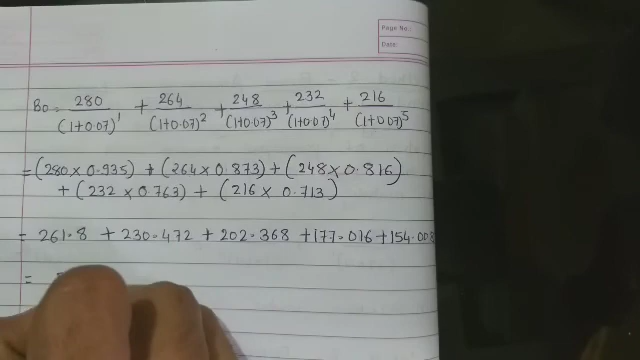 Page No.:
Date:
B0 = 280/(1+0.07)^1 + 264/(1+0.07)^2 + 248/(1+0.07)^3 + 232/(1+0.07)^4 + 216/(1+0.07)^5
= (280 × 0.935) + (264 × 0.873) + (248 × 0.816)
+ (232 × 0.763) + (216 × 0.713)
= 261.8 + 230.472 + 202.368 + 177.016 + 154.008
=